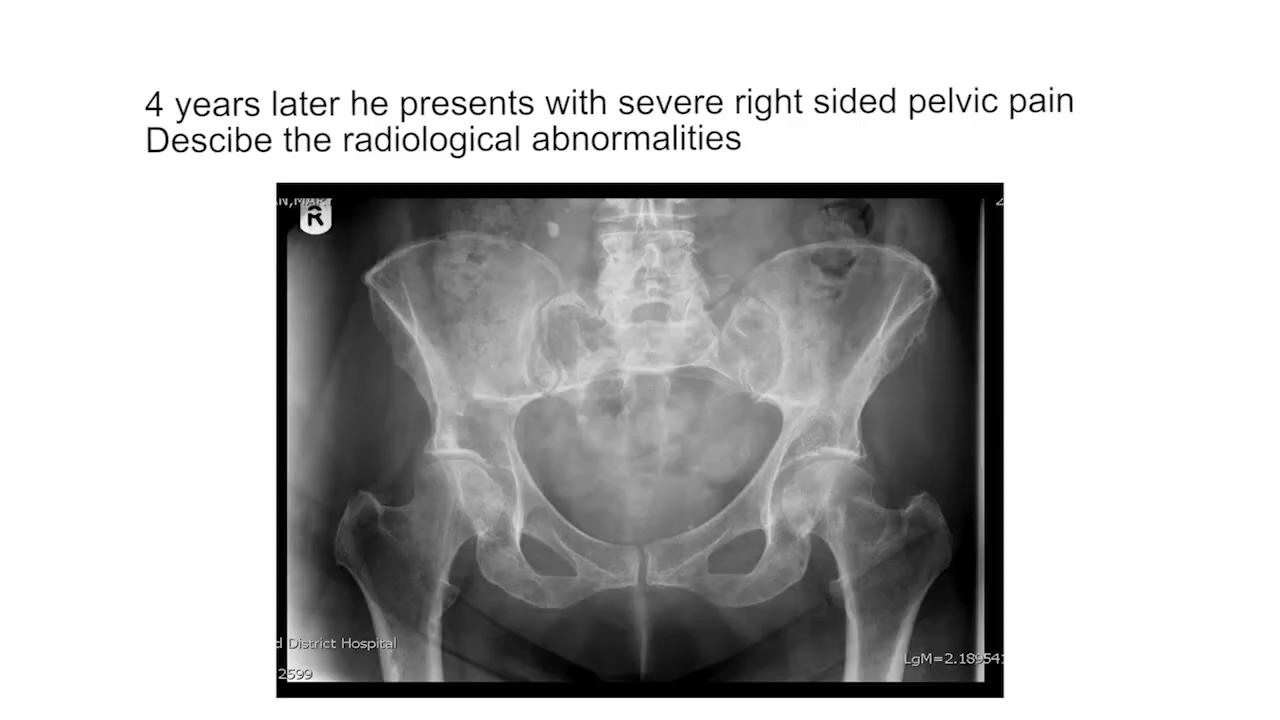 4 years later he presents with severe right sided pelvic pain
Descibe the radiological abnormalities
R
District Hospital
2599
LgM=2.189541